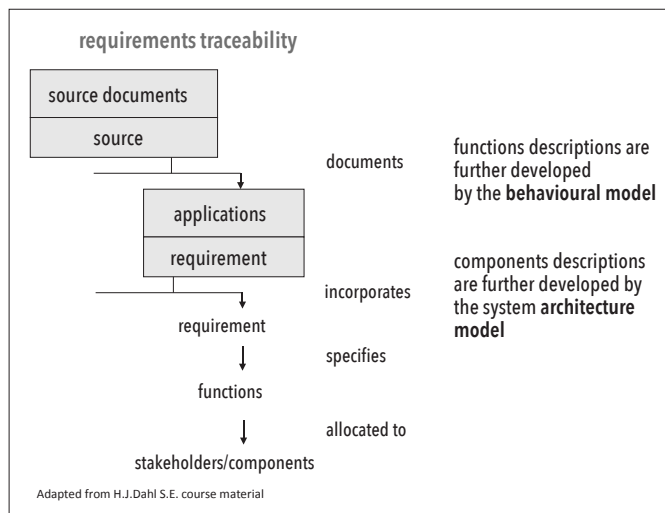 requirements traceability
source documents
source
documents
functions descriptions are
further developed
by the behavioural model
applications
requirement
incorporates
components descriptions
are further developed by
the system architecture
model
requirement
specifies
functions
allocated to
stakeholders/components
Adapted from H.J.Dahl S.E. course material